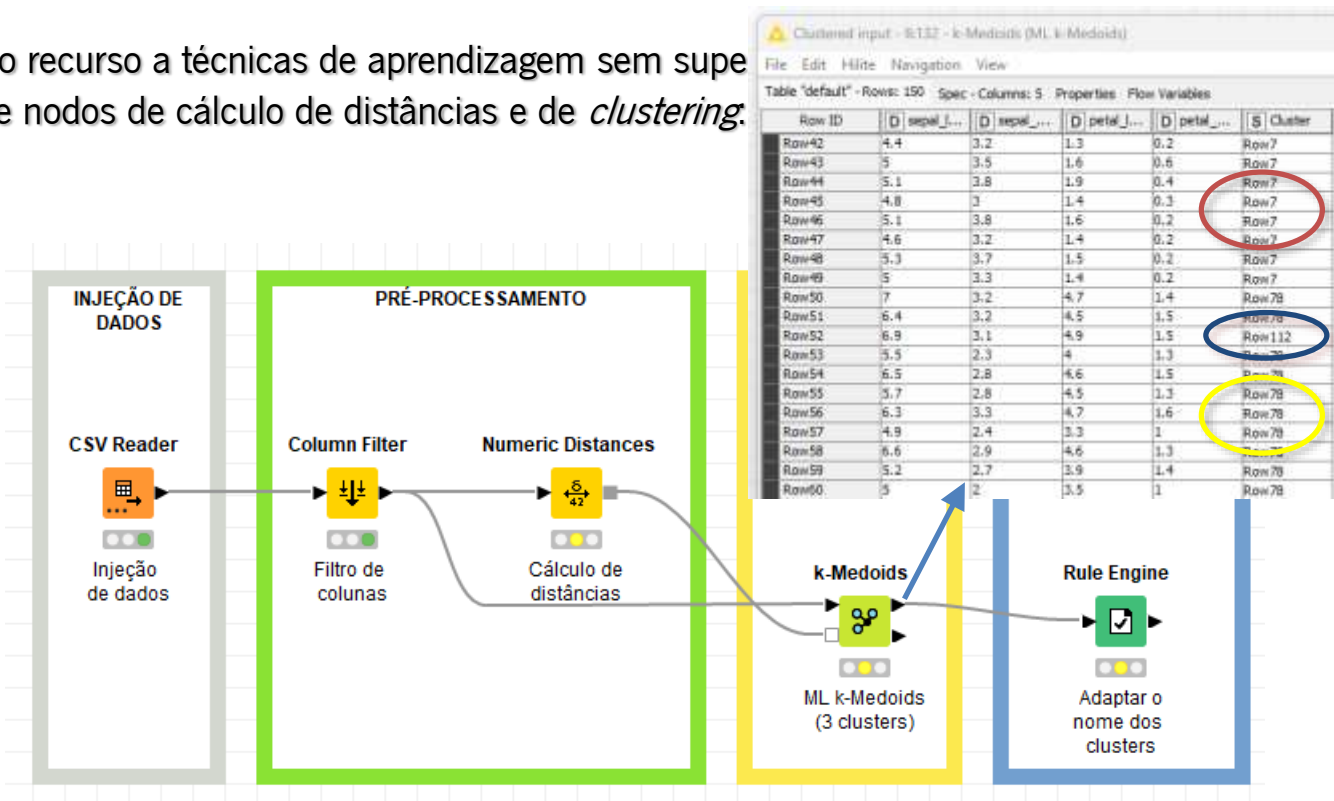 o recurso a técnicas de aprendizagem sem supe
e nodos de cálculo de distâncias e de clustering:
Clustered input - 8:132 - k-Medoids (ML k-Medoids)
File Edit Hilite Navigation View
Table "default" - Rows: 150 Spec - Columns: 5 Properties Flow Variables
Row ID D sepal_l... D sepal_... D petal_l... D petal_... S Cluster
Row42 4.4 3.2 1.3 0.2 Row7
Row43 5 3.5 1.6 0.6 Row7
Row44 5.1 3.8 1.9 0.4 Row7
Row45 4.8 3 1.4 0.3 Row7
Row46 5.1 3.8 1.6 0.2 Row7
Row47 4.6 3.2 1.4 0.2 Row7
Row48 5.3 3.7 1.5 0.2 Row7
Row49 5 3.3 1.4 0.2 Row7
Row50 7 3.2 4.7 1.4 Row78
Row51 6.4 3.2 4.5 1.5 Row78
Row52 6.9 3.1 4.9 1.5 Row112
Row53 5.5 2.3 4 1.3 Row78
Row54 6.5 2.8 4.6 1.5 Row78
Row55 5.7 2.8 4.5 1.3 Row78
Row56 6.3 3.3 4.7 1.6 Row78
Row57 4.9 2.4 3.3 1 Row78
Row58 6.6 2.9 4.6 1.3 Row78
Row59 5.2 2.7 3.9 1.4 Row78
Row60 5 2 3.5 1 Row78
INJEÇÃO DE
DADOS
PRÉ-PROCESSAMENTO
CSV Reader
Injeção
de dados
Column Filter
Filtro de
colunas
Numeric Distances
δ
42
Cálculo de
distâncias
k-Medoids
ML k-Medoids
(3 clusters)
Rule Engine
Adaptar o
nome dos
clusters